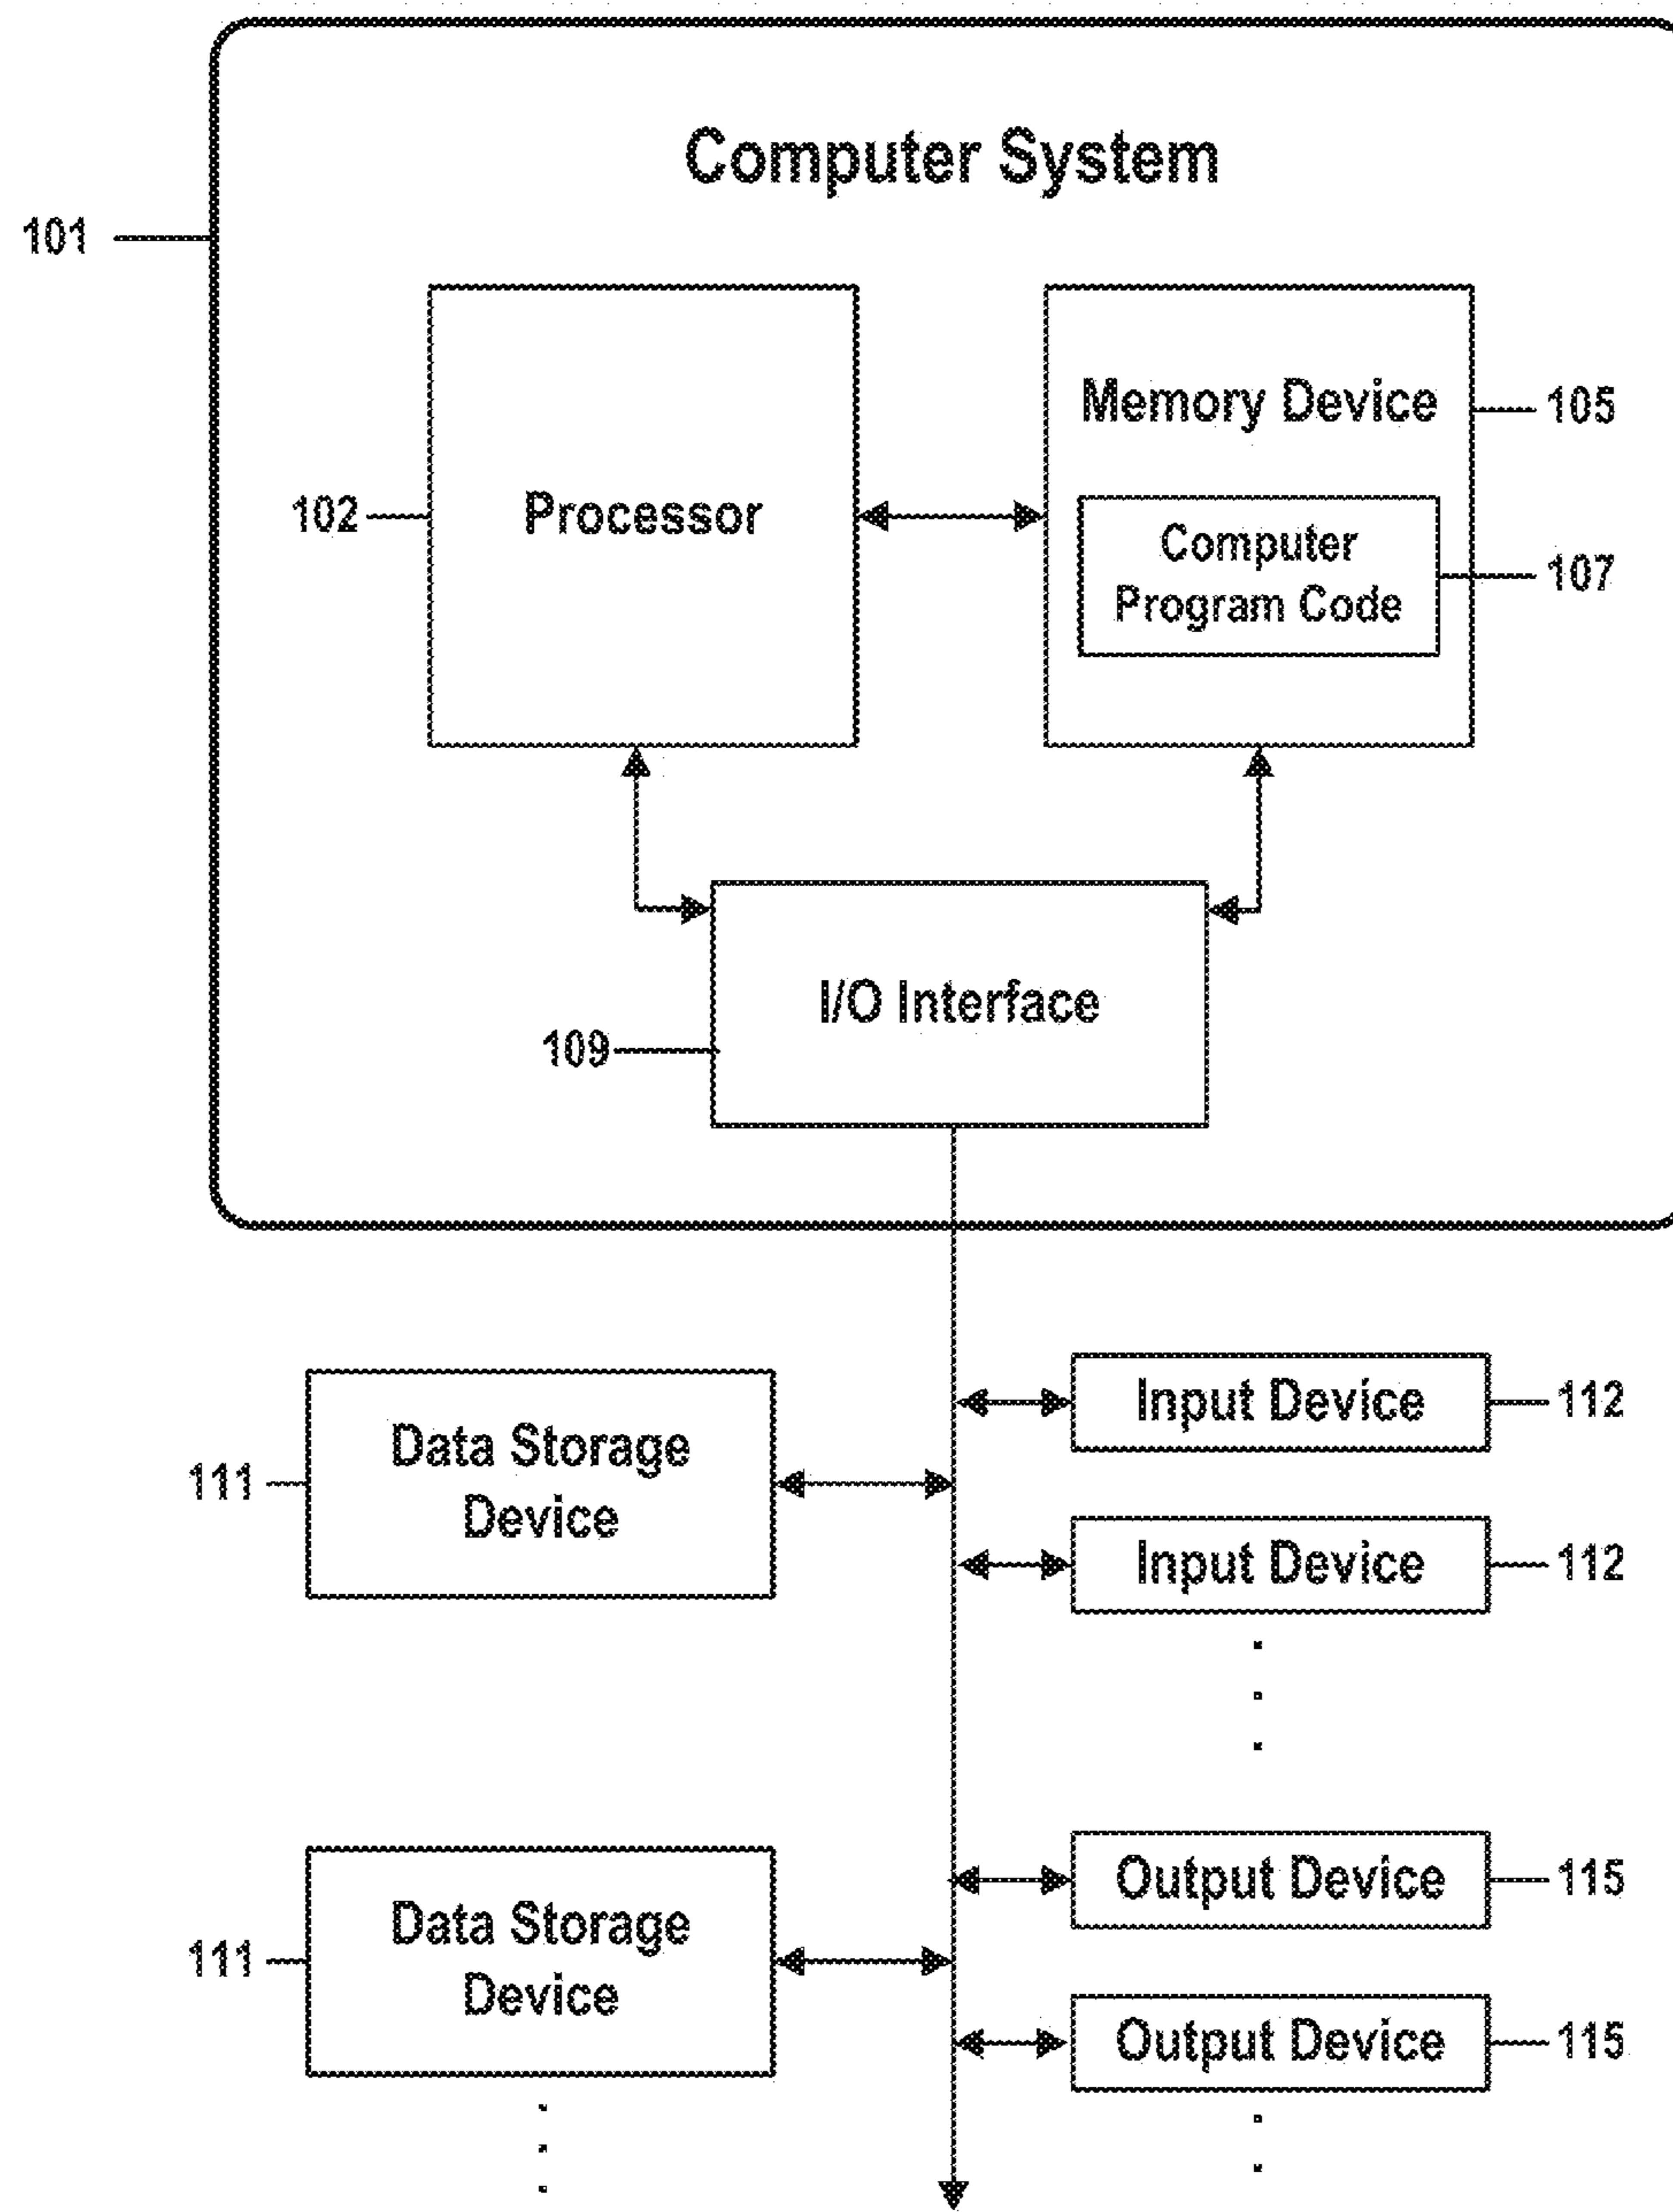 Computer System
101
Memory Device
105
102
Processor
Computer
Program Code
107
I/O Interface
109
Input Device
112
Data Storage
Device
111
Input Device
112
Output Device
115
Data Storage
Device
111
Output Device
115